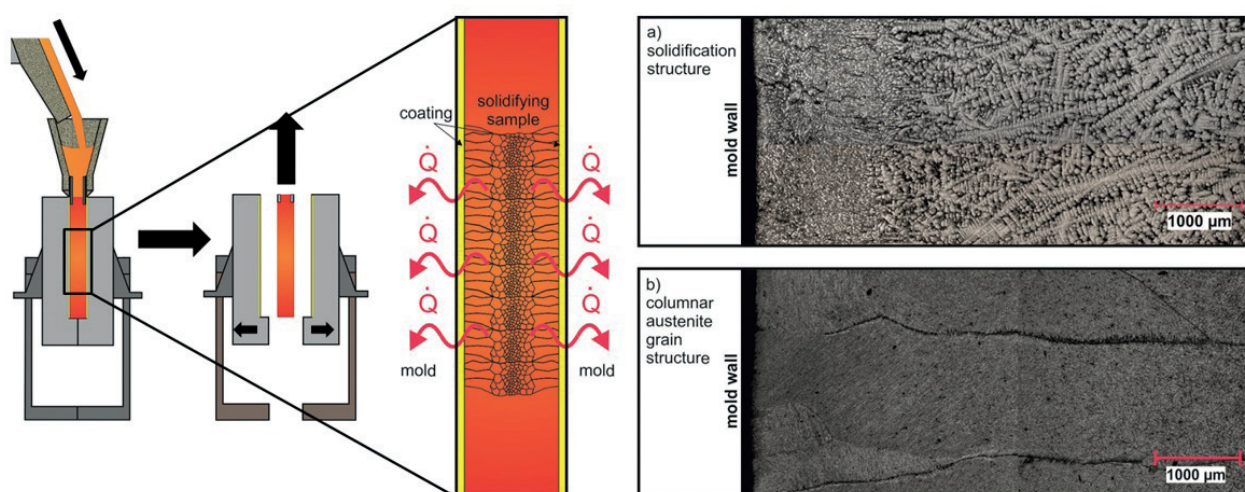 coating
solidifying
sample
Q̇
Q̇
Q̇
Q̇
Q̇
Q̇
mold
mold
a)
solidification
structure
mold wall
1000 µm
b)
columnar
austenite
grain
structure
mold wall
1000 µm